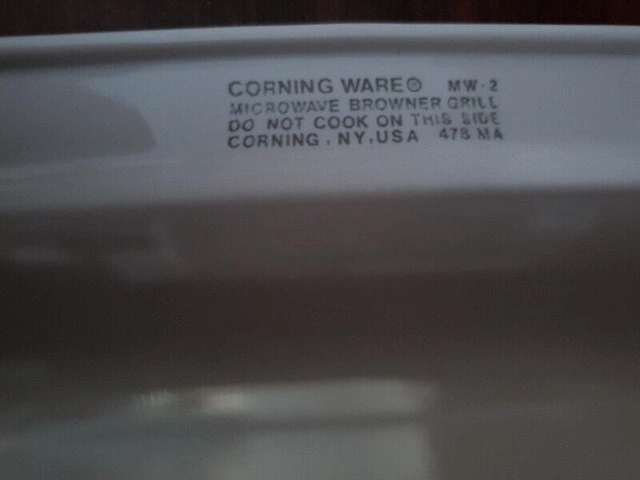 CORNING WARE® MW-2
MICROWAVE BROWNER GRILL
DO NOT COOK ON THIS SIDE
CORNING, NY, USA 478 MA